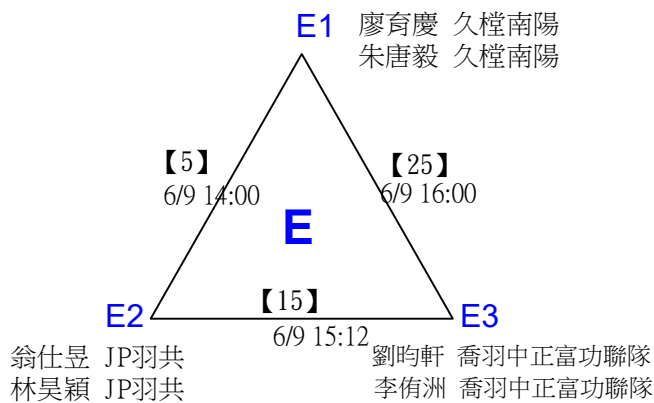 E1 廖育慶 久樘南陽
朱唐毅 久樘南陽
【5】
6/9 14:00
【25】
6/9 16:00
E
【15】
6/9 15:12
E2
E3
翁仕昱 JP羽共
林昊穎 JP羽共
劉昀軒 喬羽中正富功聯隊
李侑洲 喬羽中正富功聯隊